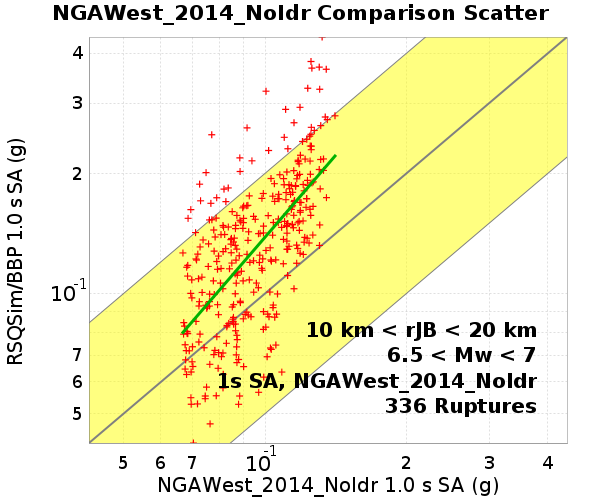 NGAWest_2014_NoIdr Comparison Scatter
4
3
2
10-1
7
6
5
RSQSim/BBP 1.0 s SA (g)
10 km < rJB < 20 km
6.5 < Mw < 7
1s SA, NGAWest_2014_NoIdr
336 Ruptures
5 6 7 10-1 2 3 4
NGAWest_2014_NoIdr 1.0 s SA (g)